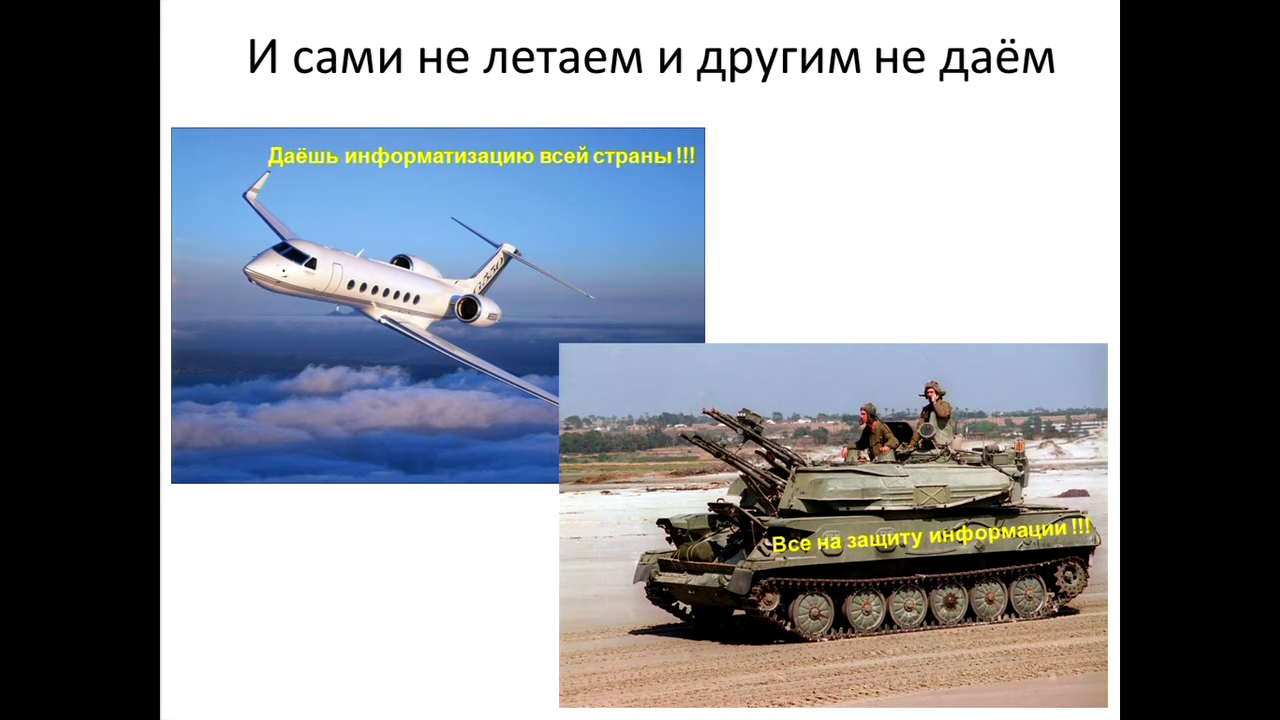 И сами не летаем и другим не даём
Даёшь информатизацию всей страны !!!
Все на защиту информации !!!